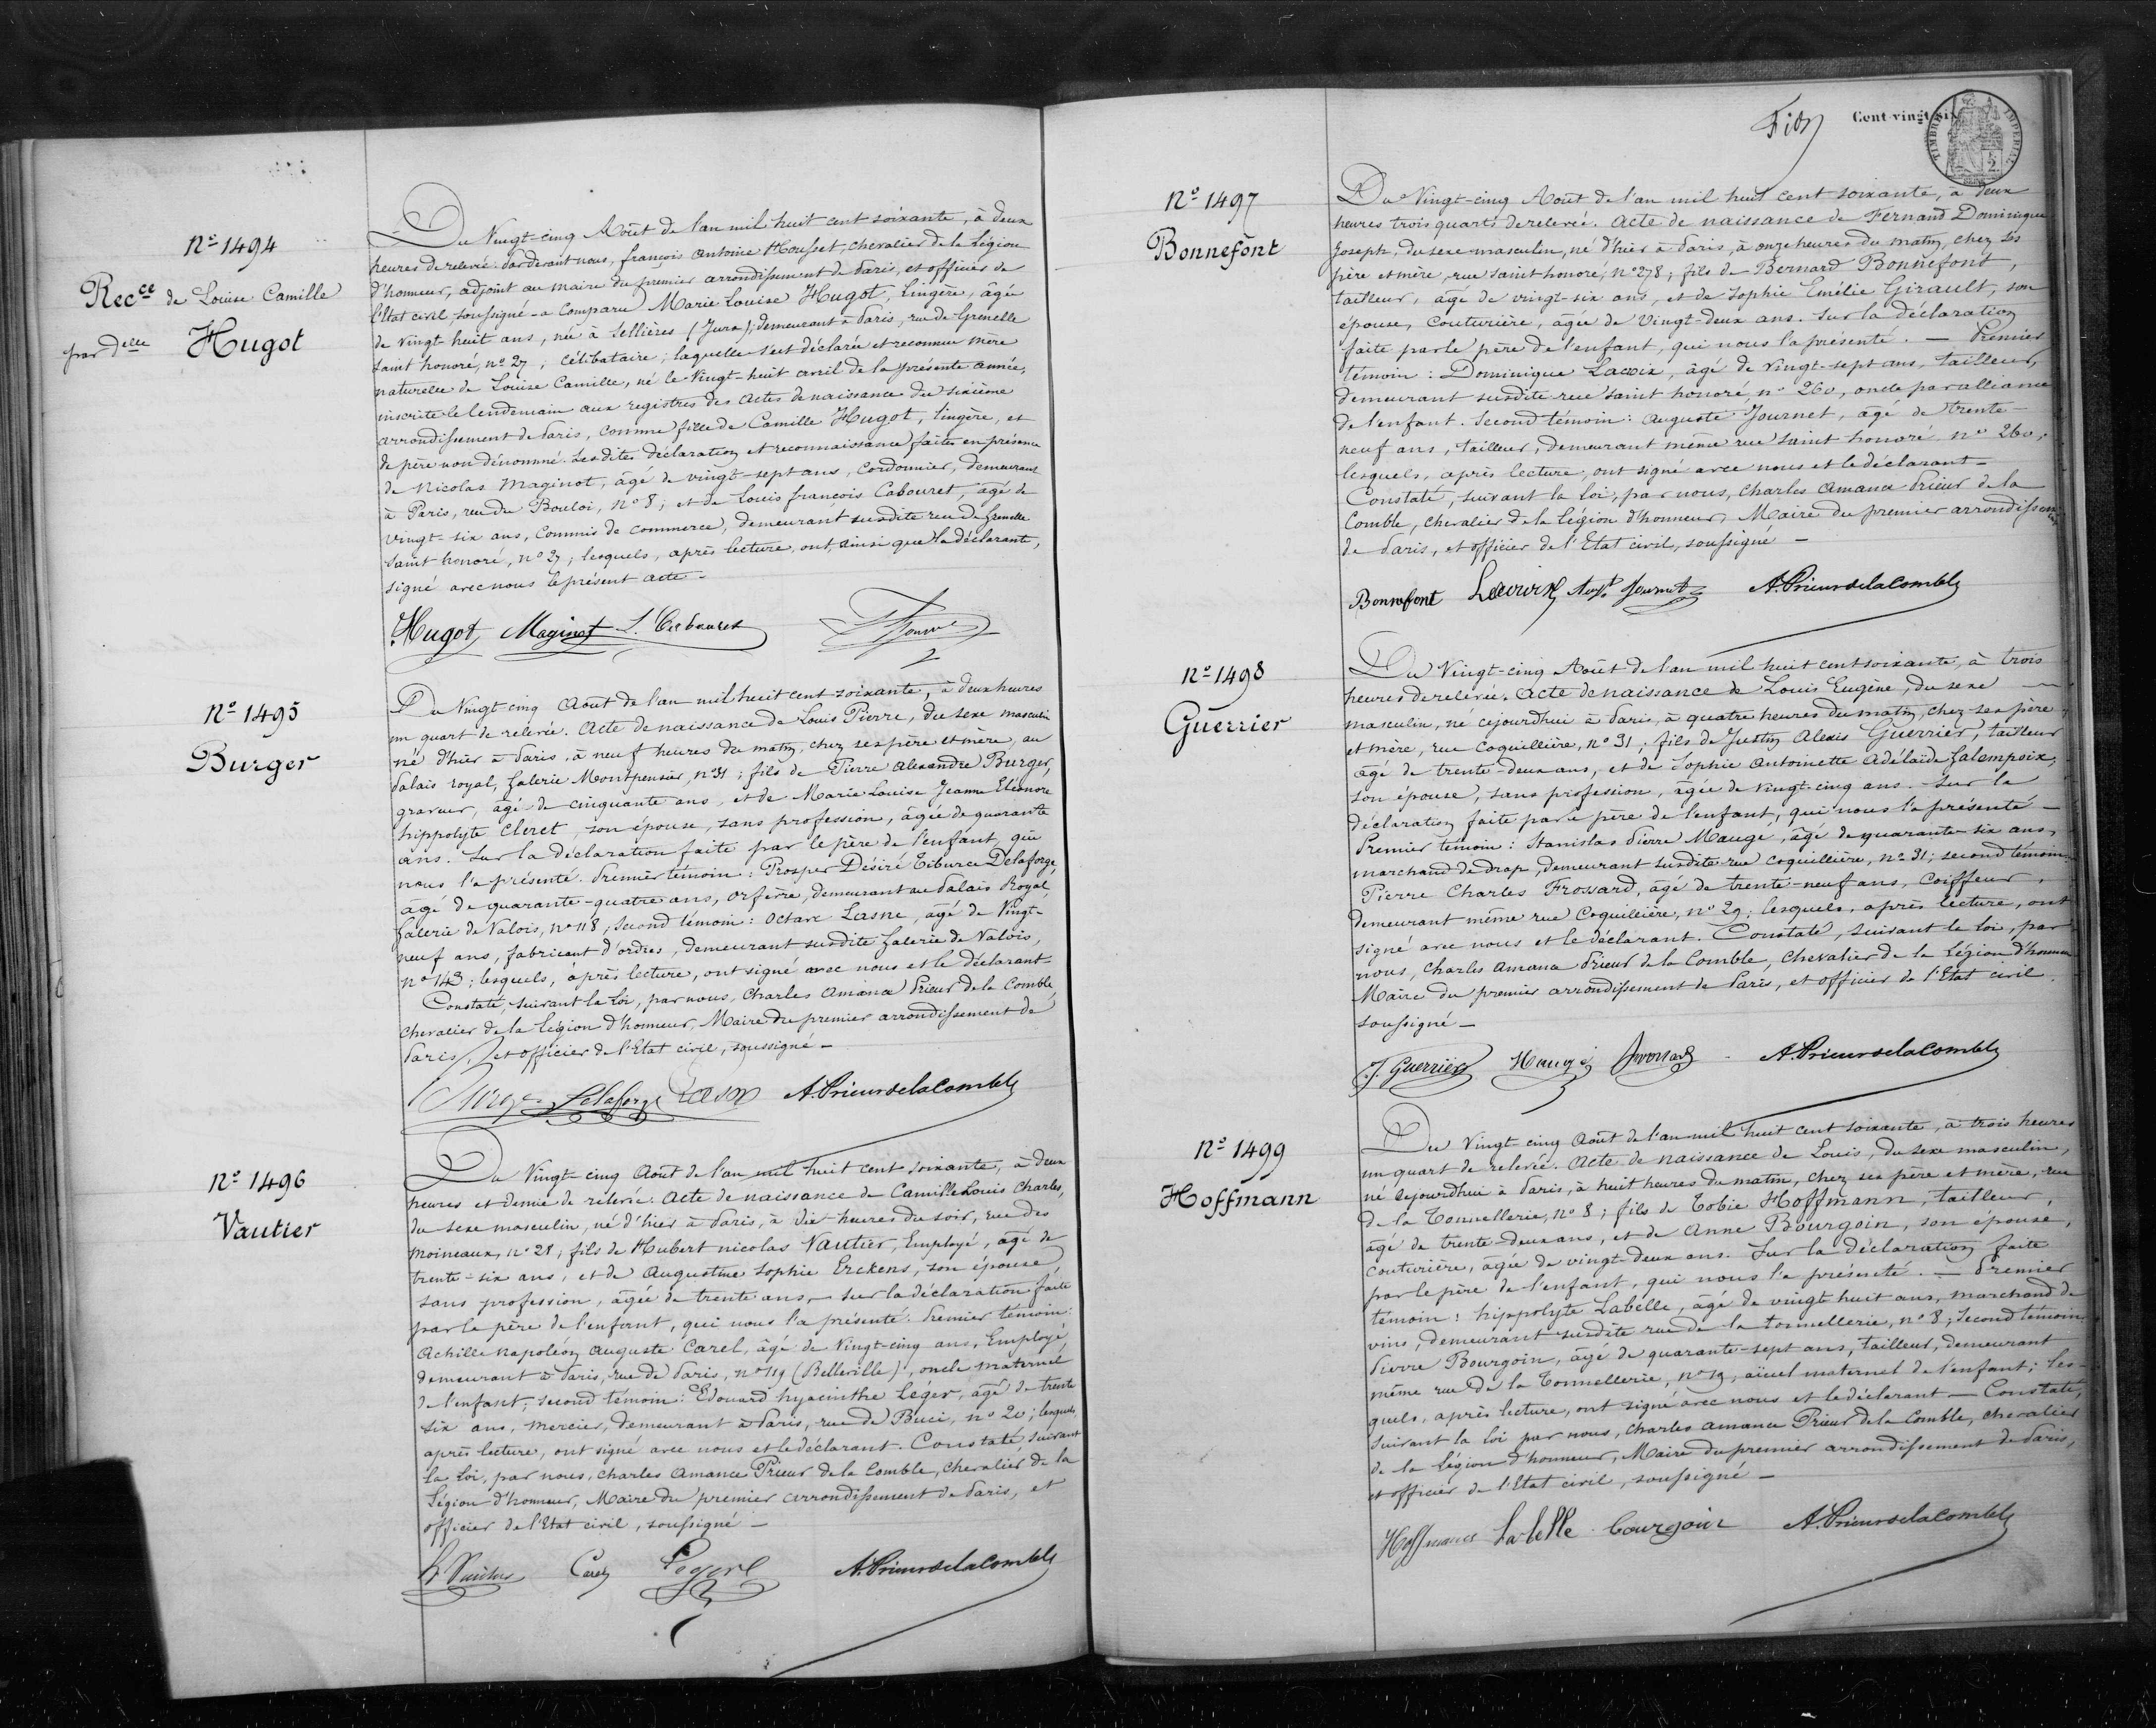 N° 1494
Recce de Louise Camille
par Delle Hugot
Du Vingt-cinq Août de l'an mil huit cent soixante, à deux
heures de relevée. Par devant nous, françois Antoine Housset, chevalier de la Légion
d'honneur, adjoint au maire du premier arrondissement de Paris, et officier de
l'Etat civil, soussigné - a Comparu Marie Louise Hugot, Lingère, âgée
de vingt huit ans, née à Sellières (Jura); demeurant à Paris, rue de Grenelle
Saint honoré, n° 27; célibataire; laquelle s'est déclarée et reconnue mère
naturelle de Louise Camille, né le Vingt-huit avril de la présente année,
inscrite le lendemain aux registres des actes de naissance du sixième
arrondissement de Paris, comme fille de Camille Hugot, lingère, et
de père non dénommé. Lesdites déclaration et reconnaissance faites en présence
de Nicolas Maginot, âgé de vingt-sept ans, Cordonnier, demeurant
à Paris, rue du Bouloi, n° 8; et de Louis françois Cabouret, âgé de
vingt-six ans, Commis de commerce, demeurant susdite rue de Grenelle
Saint honoré, n° 27; lesquels, après lecture, ont, ainsi que la déclarante,
signé avec nous le présent acte.
Hugot Maginot L. Cabouret
N° 1495
Burger
Du Vingt-cinq Août de l'an mil huit cent soixante, à deux heures
un quart de relevée. Acte de naissance de Louis Pierre, du sexe masculin
né d'hier à Paris, à neuf heures du matin, chez ses père et mère, au
Palais royal, Galerie Montpensier, n° 31; fils de Pierre Alexandre Burger,
graveur, âgé de cinquante ans, et de Marie Louise Jeanne Eléonore
hippolyte Cleret, son épouse, sans profession, âgée de quarante
ans. Sur la déclaration faite par le père de l'enfant, qui
nous l'a présenté. Premier témoin: Prosper Désiré Tiburce Delaforge,
âgé de quarante-quatre ans, orfèvre, demeurant au Palais Royal,
Galerie de Valois, n° 118; Second témoin: Octave Lasne, âgé de Vingt-
neuf ans, fabricant d'ordres, demeurant susdite Galerie de Valois,
n° 143; lesquels, après lecture, ont signé avec nous et le déclarant
Constaté, suivant la loi, par nous, Charles Amance Prieur de la Comble,
chevalier de la Légion d'honneur, Maire du premier arrondissement de
Paris, et officier de l'Etat civil, soussigné -
Burger Delaforge Lasne A. Prieur de la Comble
N° 1496
Vautier
Du Vingt-cinq Août de l'an mil huit cent soixante, à deux
heures et demie de relevée. Acte de naissance de Camille Louis Charles,
du sexe masculin, né d'hier à Paris, à dix heures du soir, rue des
Moineaux, n° 28; fils de Hubert nicolas Vautier, Employé, âgé de
trente-six ans, et de Augustine Sophie Erckens, son épouse
sans profession, âgée de trente ans, - sur la déclaration faite
par le père de l'enfant, qui nous l'a présenté. Premier témoin:
Achille napoléon Auguste Carel, âgé de Vingt-cinq ans, Employé,
demeurant à Paris, rue de Paris, n° 119 (Belleville), oncle maternel
de l'enfant; second témoin: Edouard hyacinthe Léger, âgé de trente
six ans, Mercier, demeurant à Paris, rue de Buci, n° 20; lesquels,
après lecture, ont signé avec nous et le déclarant. Constaté, suivant
la loi, par nous, Charles Amance Prieur de la Comble, Chevalier de la
Légion d'honneur, Maire du premier arrondissement de Paris, et
officier de l'Etat civil, soussigné -
h Vautier Carel Leger A. Prieur de la Comble
Cent vingt-six
TIMBRE IMPERIAL
N° 1497
Bonnefont
Du Vingt-cinq Août de l'an mil huit cent soixante, à deux
heures trois quarts de relevée. Acte de naissance de Fernand Dominique
Joseph, du sexe masculin, né d'hier à Paris, à onze heures du matin, chez ses
père et mère, rue Saint honoré, n° 278; fils de Bernard Bonnefont,
tailleur, âgé de vingt-six ans, et de Sophie Emélie Girault, son
épouse, Couturière, âgée de Vingt-deux ans. Sur la déclaration
faite par le père de l'enfant, qui nous l'a présenté. - Premier
témoin: Dominique Lacoix, âgé de Vingt-sept ans, tailleur,
demeurant susdite rue Saint honoré, n° 260, oncle par alliance
de l'enfant. Second témoin: Auguste Journet, âgé de trente-
neuf ans, tailleur, demeurant même rue Saint honoré n° 260;
lesquels, après lecture, ont signé avec nous et le déclarant -
Constaté, suivant la loi, par nous, Charles Amance Prieur de la
Comble, chevalier de la Légion d'honneur, Maire du premier arrondissement
de Paris, et officier de l'Etat civil, soussigné -
Bonnefont Journet A. Prieur de la Comble
N° 1498
Guerrier
Du Vingt-cinq Août de l'an mil huit cent soixante, à trois
heures de relevée. Acte de naissance de Louis Eugène, du sexe
masculin, né cejourdhui à Paris, à quatre heures du matin, chez ses père
et mère, rue Coquillière, n° 31; fils de Justin Alexis Guerrier, tailleur
âgé de trente-deux ans, et de Sophie Antoinette Adélaïde Galempoix,
son épouse, sans profession, âgée de vingt-cinq ans. Sur la
déclaration faite par le père de l'enfant, qui nous l'a présenté -
Premier témoin: Stanislas Pierre Maugé, âgé de quarante-six ans,
marchand de drap, demeurant susdite rue Coquillière, n° 31; second témoin:
Pierre Charles Frossard, âgé de trente-neuf ans, Coiffeur,
demeurant même rue Coquillière, n° 29; lesquels, après lecture, ont
signé avec nous et le déclarant. Constaté, suivant la loi, par
nous, Charles Amance Prieur de la Comble, Chevalier de la Légion d'honneur
Maire du premier arrondissement de Paris, et officier de l'Etat civil
soussigné -
J. Guerrier Maugé Frossard A. Prieur de la Comble
N° 1499
Hoffmann
Du Vingt-cinq Août de l'an mil huit cent soixante, à trois heures
un quart de relevée. Acte de naissance de Louis, du sexe masculin,
né cejourdhui à Paris, à huit heures du matin, chez ses père et mère, rue
de la Tonnellerie, n° 8; fils de Tobie Hoffmann, tailleur,
âgé de trente-deux ans, et de Anne Bourgoin, son épouse,
Couturière, âgée de vingt-deux ans. Sur la déclaration faite
par le père de l'enfant, qui nous l'a présenté. - Premier
témoin: hippolyte Labelle, âgé de vingt huit ans, marchand de
vins, demeurant susdite rue de la tonnellerie, n° 8; Second témoin
Pierre Bourgoin, âgé de quarante-sept ans, tailleur, demeurant
même rue de la Tonnellerie, aïeul maternel de l'enfant; les-
quels, après lecture, ont signé avec nous et le déclarant - Constaté,
suivant la loi par nous, Charles Amance Prieur de la Comble, chevalier
de la Légion d'honneur, Maire du premier arrondissement de Paris,
et officier de l'Etat civil, soussigné -
Hoffmann Labelle bourgoin A. Prieur de la Comble